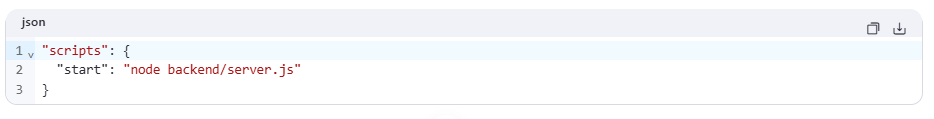 json
1 "scripts": {
2   "start": "node backend/server.js"
3 }